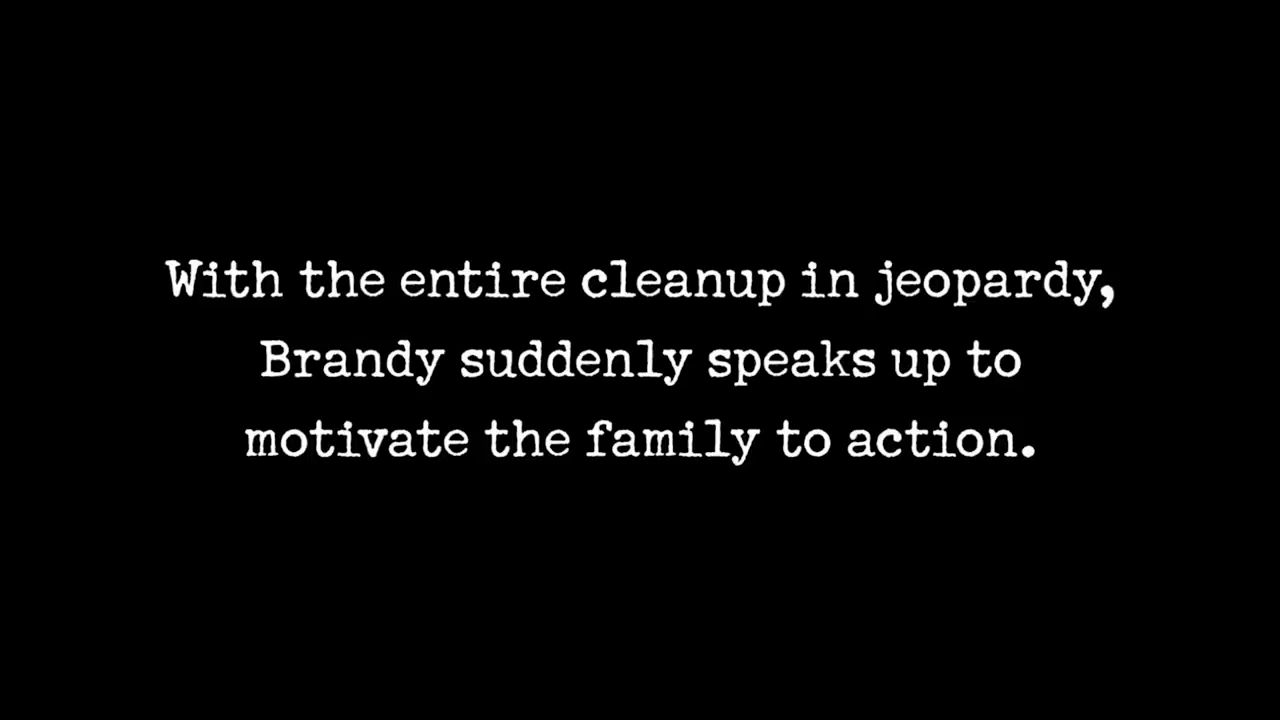 With the entire cleanup in jeopardy,
Brandy suddenly speaks up to
motivate the family to action.